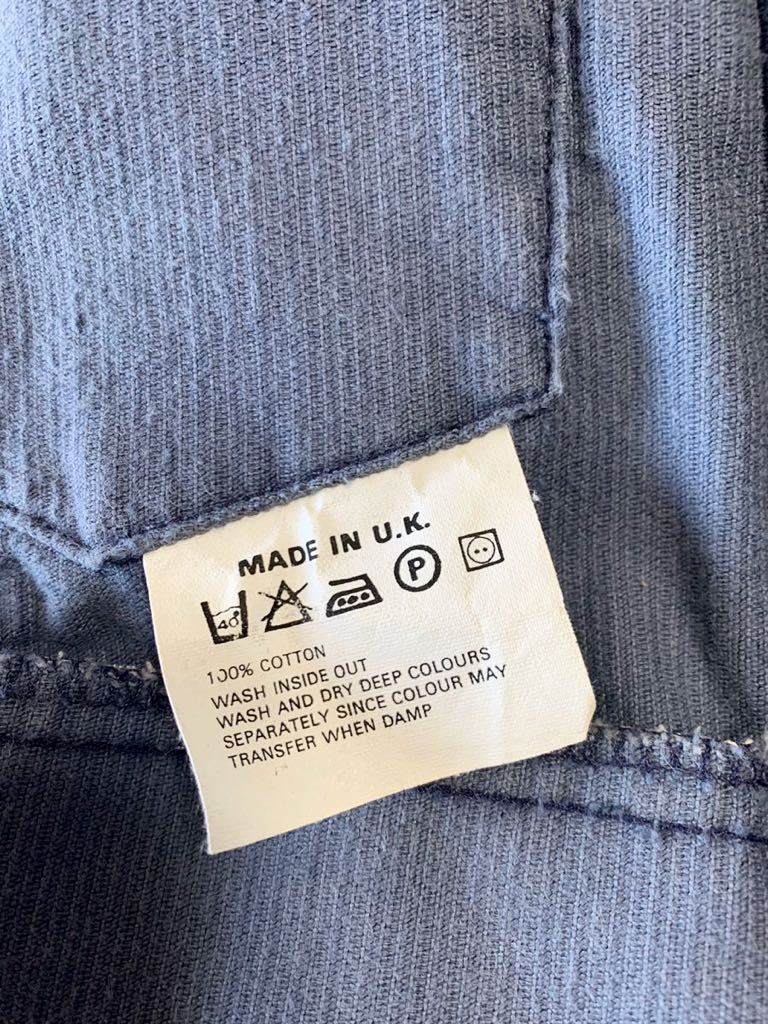 MADE IN U.K.
40° P
100% COTTON
WASH INSIDE OUT
WASH AND DRY DEEP COLOURS
SEPARATELY SINCE COLOUR MAY
TRANSFER WHEN DAMP